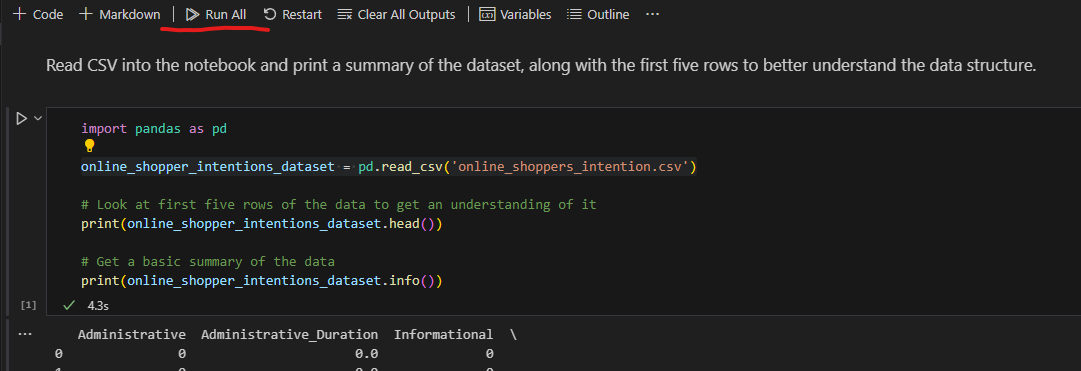 Code Markdown Run All Restart Clear All Outputs Variables Outline ...
Read CSV into the notebook and print a summary of the dataset, along with the first five rows to better understand the data structure.
import pandas as pd
online_shopper_intentions_dataset = pd.read_csv('online_shoppers_intention.csv')
# Look at first five rows of the data to get an understanding of it
print(online_shopper_intentions_dataset.head())
# Get a basic summary of the data
print(online_shopper_intentions_dataset.info())
[1] 4.3s
... Administrative Administrative_Duration Informational \
0 0 0.0 0